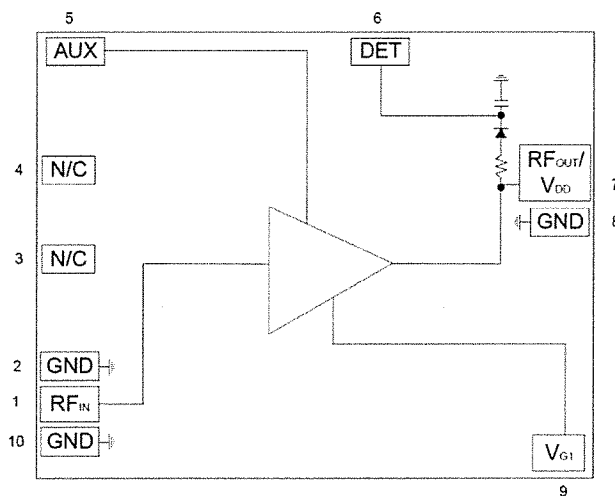 5
6
AUX
DET
4
N/C
RFOUT/
VDD
7
GND
8
3
N/C
2
GND
1
RFIN
10
GND
VG1
9